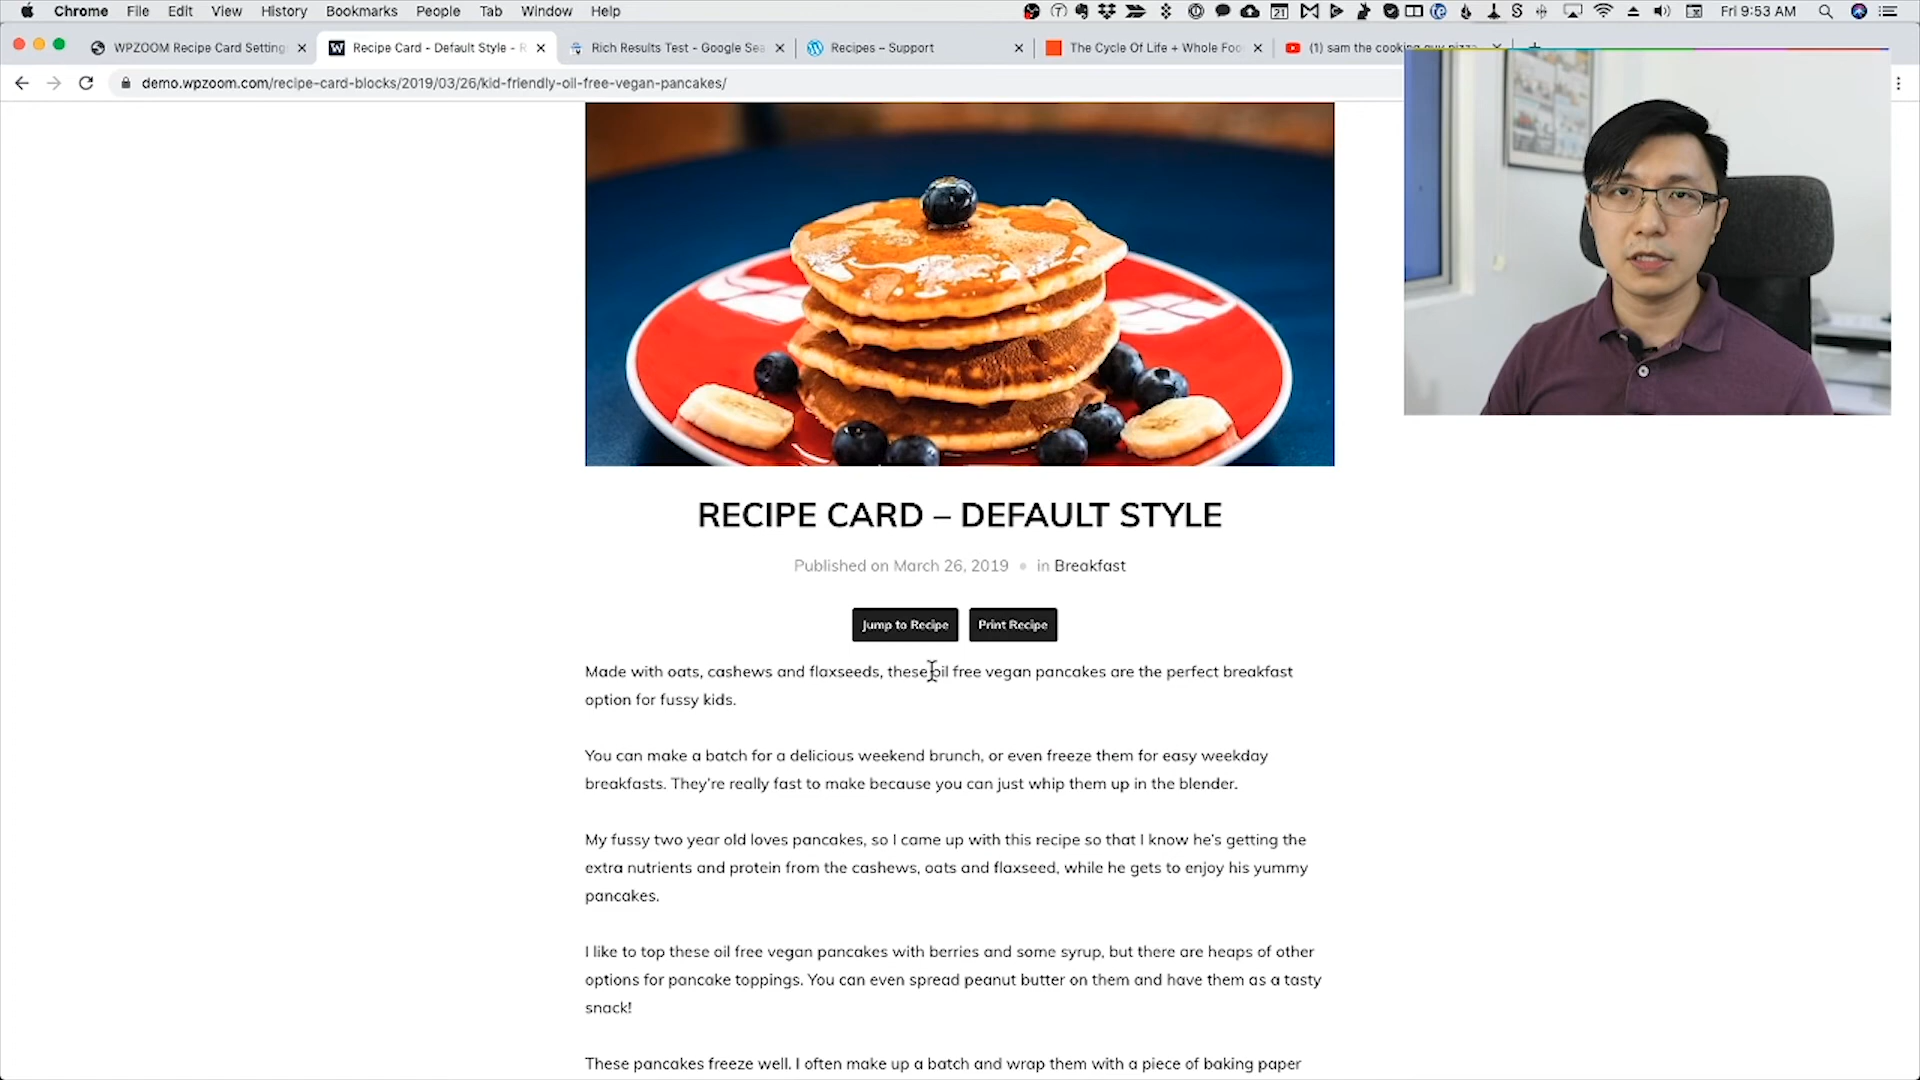 Chrome File Edit View History Bookmarks People Tab Window Help
21 Fri 9:53 AM
WPZOOM Recipe Card Setting
Recipe Card - Default Style - R
Rich Results Test - Google Sea
Recipes – Support
The Cycle Of Life + Whole Foo
(1) sam the cooking guy pizza
demo.wpzoom.com/recipe-card-blocks/2019/03/26/kid-friendly-oil-free-vegan-pancakes/
RECIPE CARD – DEFAULT STYLE
Published on March 26, 2019 • in Breakfast
Jump to Recipe Print Recipe
Made with oats, cashews and flaxseeds, these oil free vegan pancakes are the perfect breakfast
option for fussy kids.
You can make a batch for a delicious weekend brunch, or even freeze them for easy weekday
breakfasts. They're really fast to make because you can just whip them up in the blender.
My fussy two year old loves pancakes, so I came up with this recipe so that I know he's getting the
extra nutrients and protein from the cashews, oats and flaxseed, while he gets to enjoy his yummy
pancakes.
I like to top these oil free vegan pancakes with berries and some syrup, but there are heaps of other
options for pancake toppings. You can even spread peanut butter on them and have them as a tasty
snack!
These pancakes freeze well. I often make up a batch and wrap them with a piece of baking paper